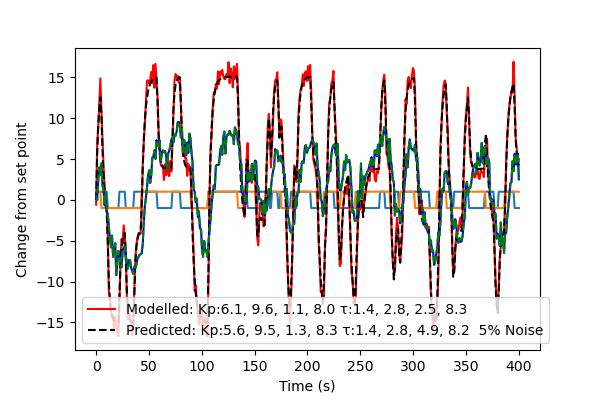 15
10
5
0
−5
−10
−15
Change from set point
Modelled: Kp:6.1, 9.6, 1.1, 8.0 τ:1.4, 2.8, 2.5, 8.3
Predicted: Kp:5.6, 9.5, 1.3, 8.3 τ:1.4, 2.8, 4.9, 8.2 5% Noise
0 50 100 150 200 250 300 350 400
Time (s)